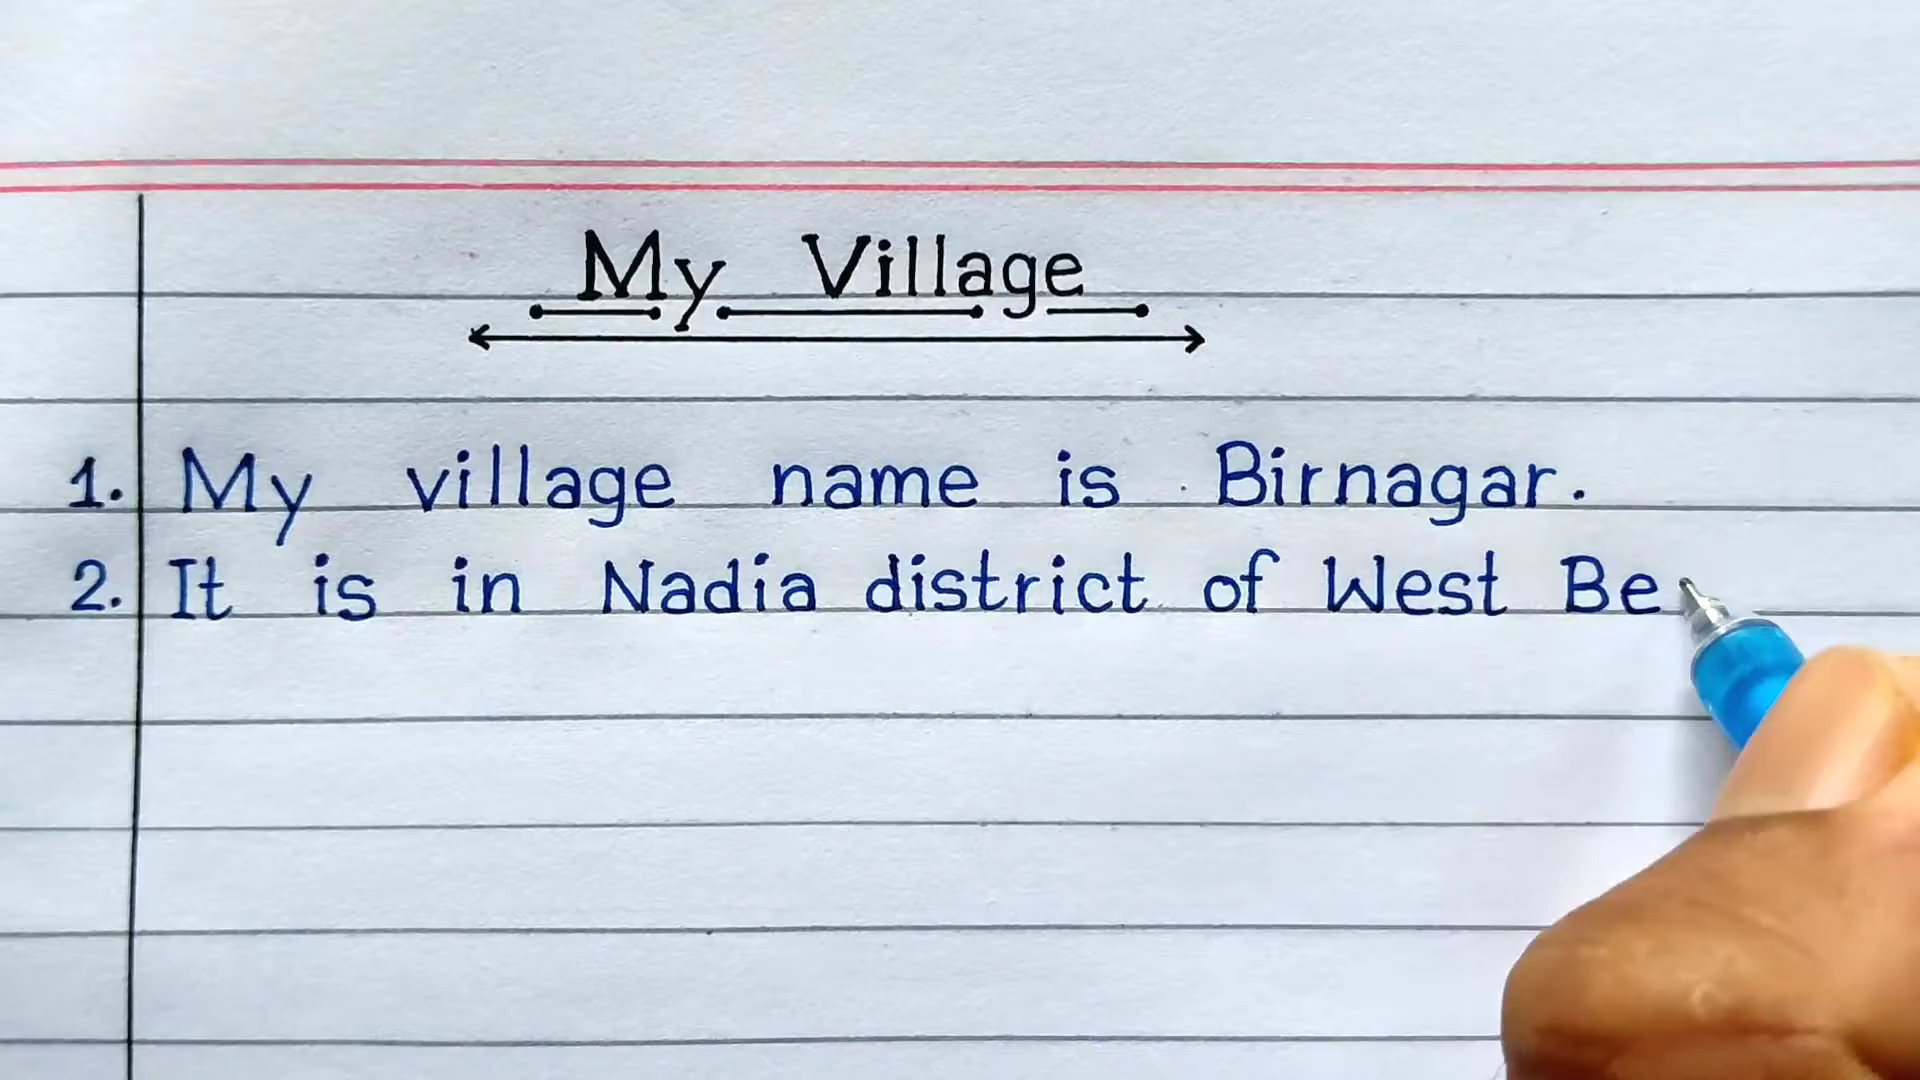 My Village
1. My village name is Birnagar.
2. It is in Nadia district of West Be